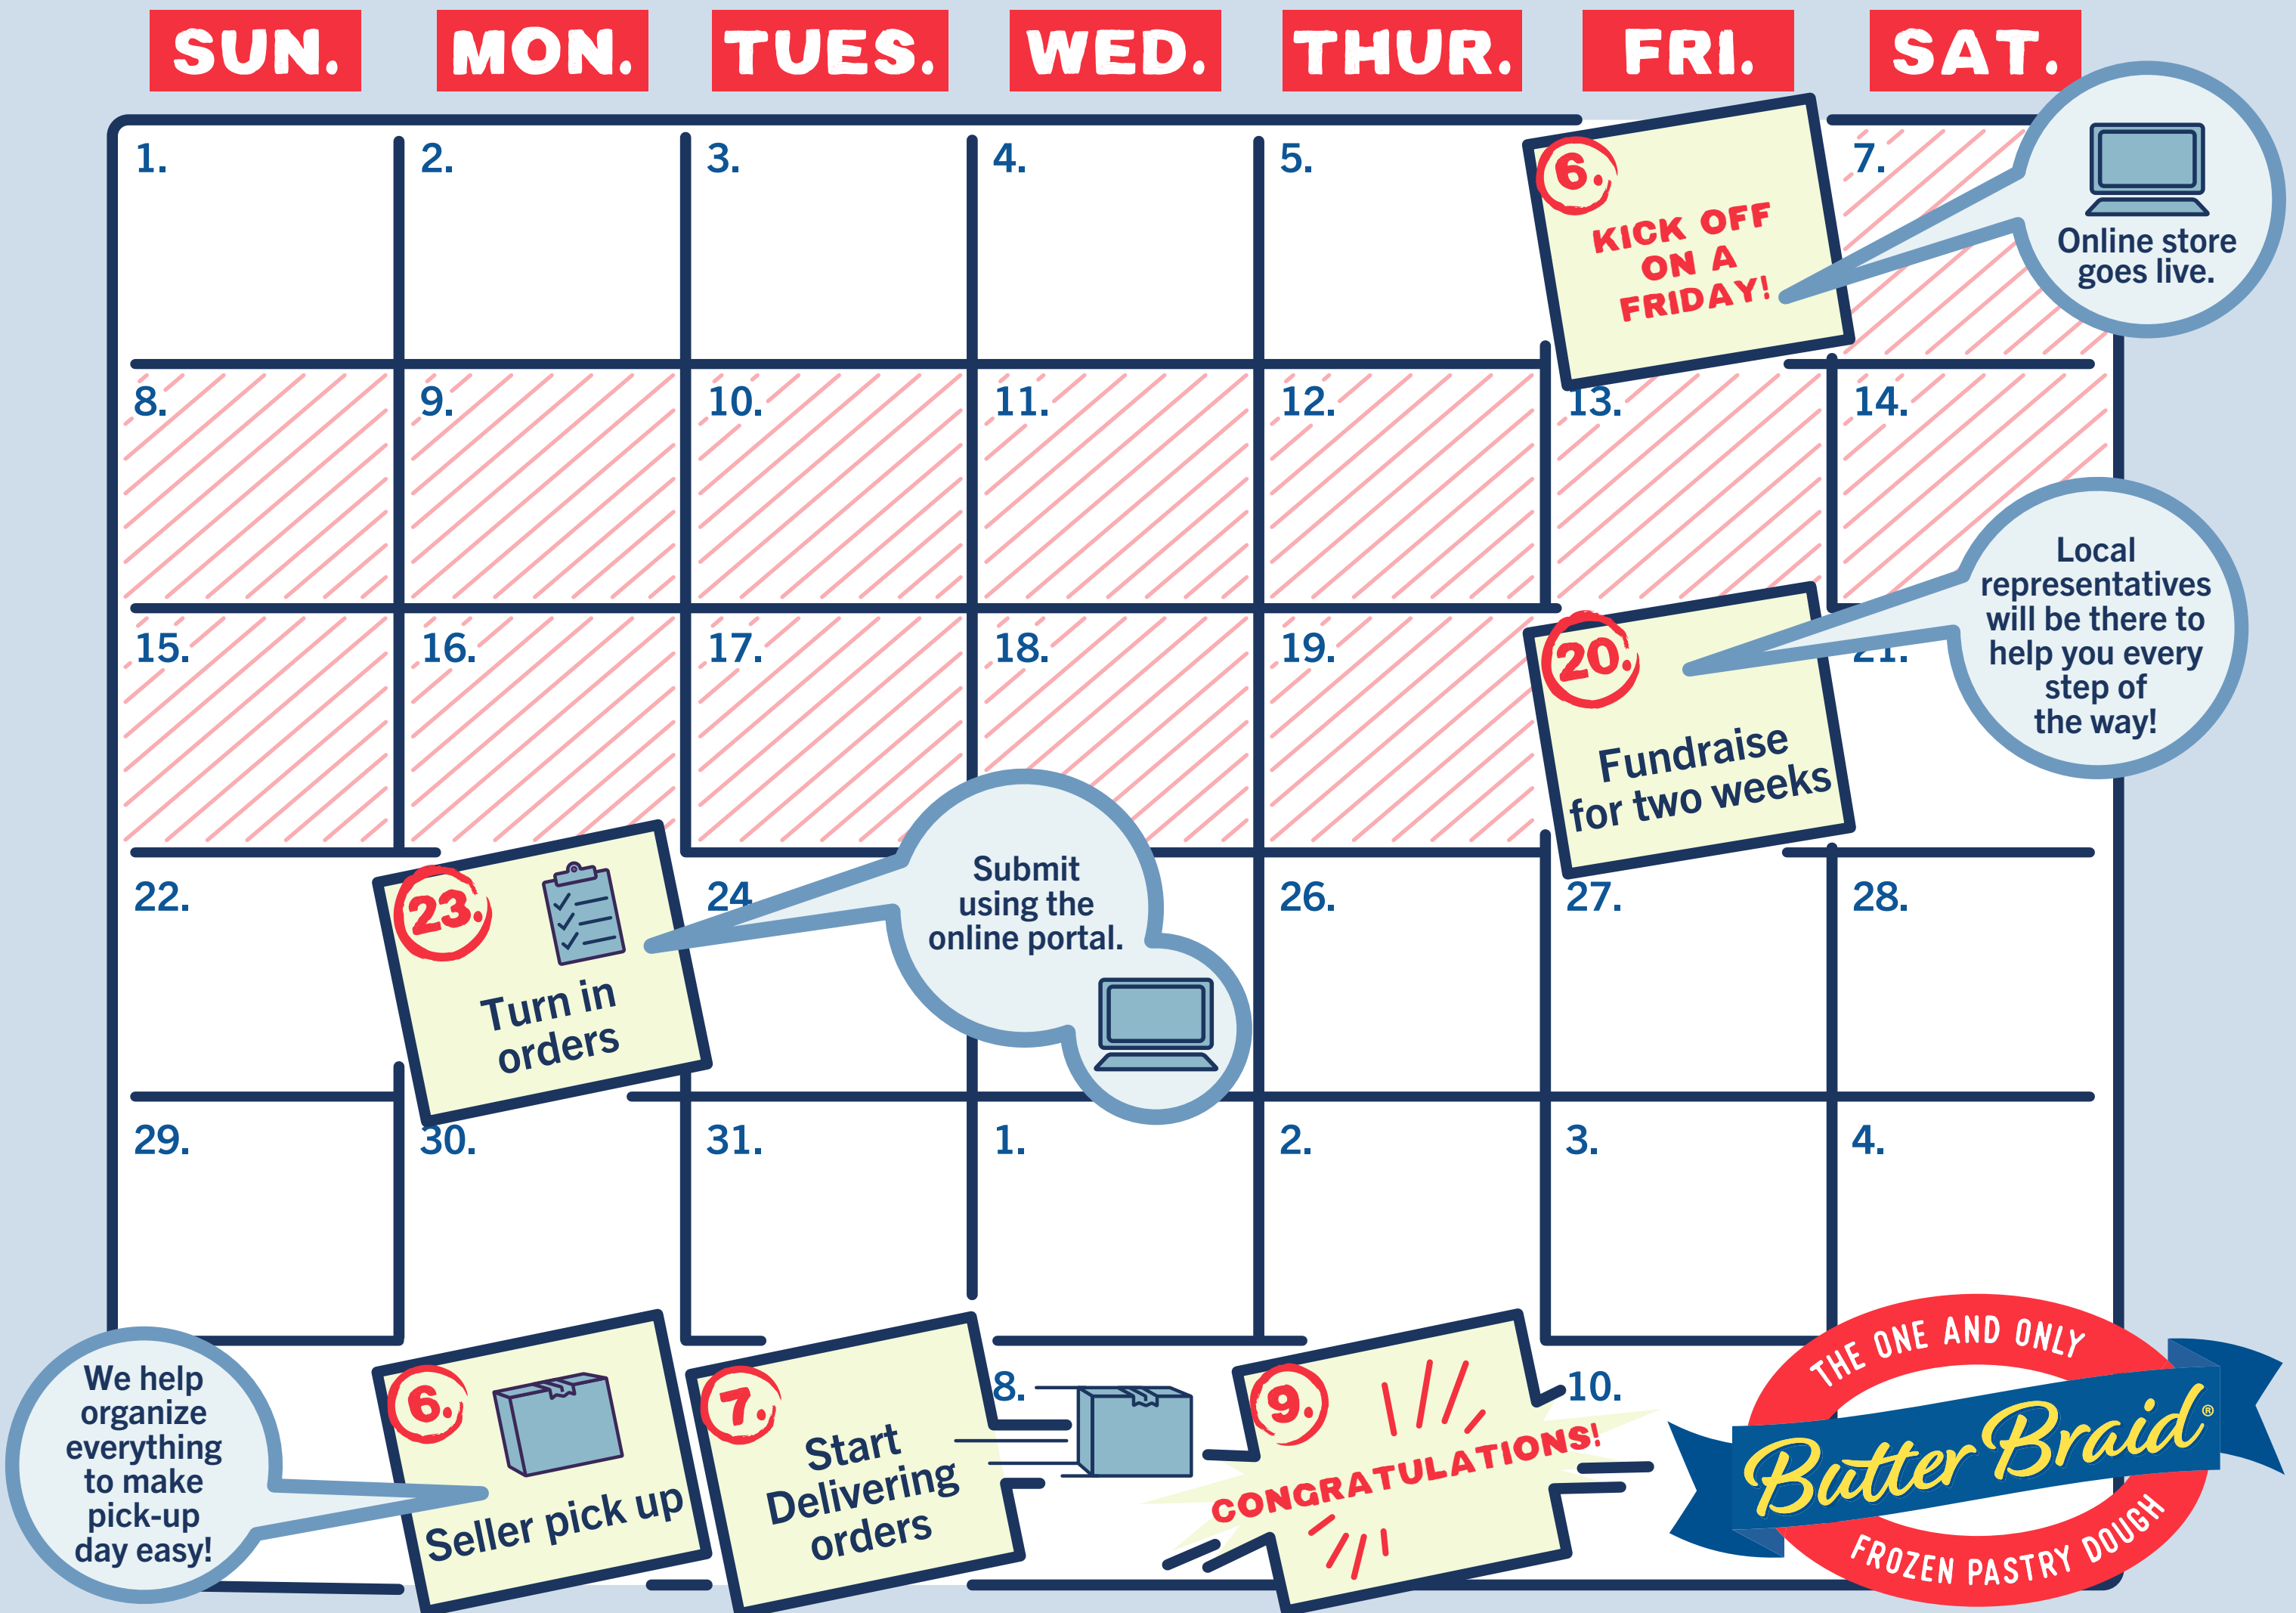 SUN.
MON.
TUES.
WED.
THUR.
FRI.
SAT.
1.
2.
3.
4.
5.
6.
KICK OFF
ON A
FRIDAY!
7.
Online store
goes live.
8.
9.
10.
11.
12.
13.
14.
15.
16.
17.
18.
19.
20.
Fundraise
for two weeks
21.
Local
representatives
will be there to
help you every
step of
the way!
22.
23.
Turn in
orders
24
Submit
using the
online portal.
26.
27.
28.
29.
30.
31.
1.
2.
3.
4.
We help
organize
everything
to make
pick-up
day easy!
6.
Seller pick up
7.
Start
Delivering
orders
8.
9.
CONGRATULATIONS!
10.
THE ONE AND ONLY
Butter Braid®
FROZEN PASTRY DOUGH